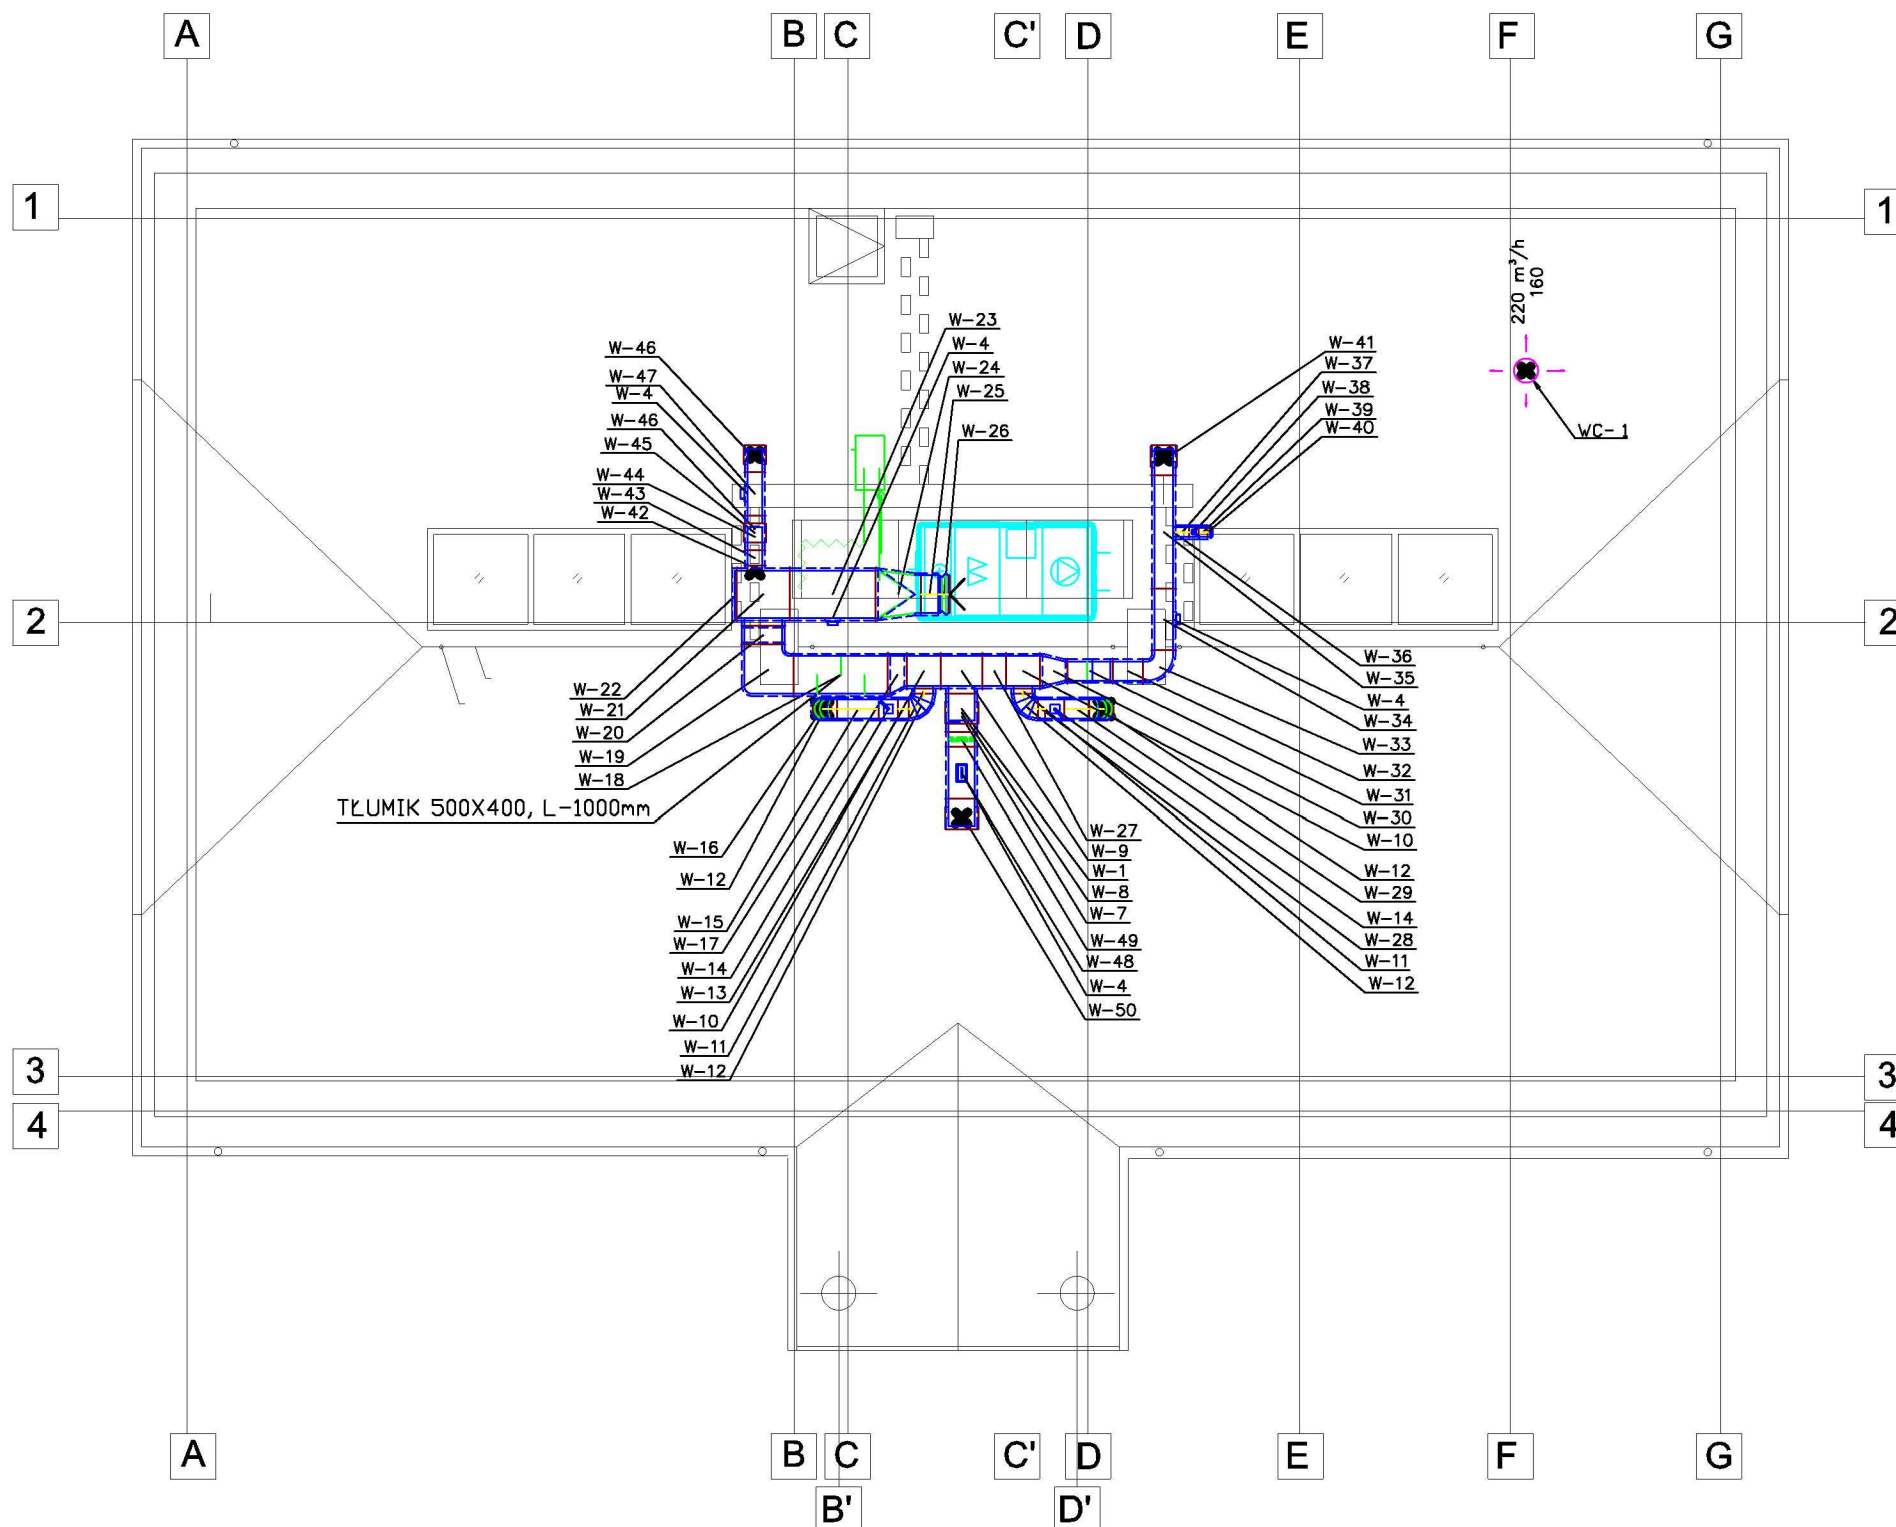 A
B
C
C'
D
E
F
G
1
1
220 m³/h
160
WC-1
W-23
W-4
W-24
W-25
W-26
W-46
W-47
W-4
W-46
W-45
W-44
W-43
W-42
W-41
W-37
W-38
W-39
W-40
2
2
W-22
W-21
W-20
W-19
W-18
TŁUMIK 500X400, L-1000mm
W-16
W-12
W-15
W-17
W-14
W-13
W-10
W-11
W-12
W-27
W-9
W-1
W-8
W-7
W-49
W-48
W-4
W-50
W-36
W-35
W-4
W-34
W-33
W-32
W-31
W-30
W-10
W-12
W-29
W-14
W-28
W-11
W-12
3
3
4
4
A
B
C
C'
D
E
F
G
B'
D'